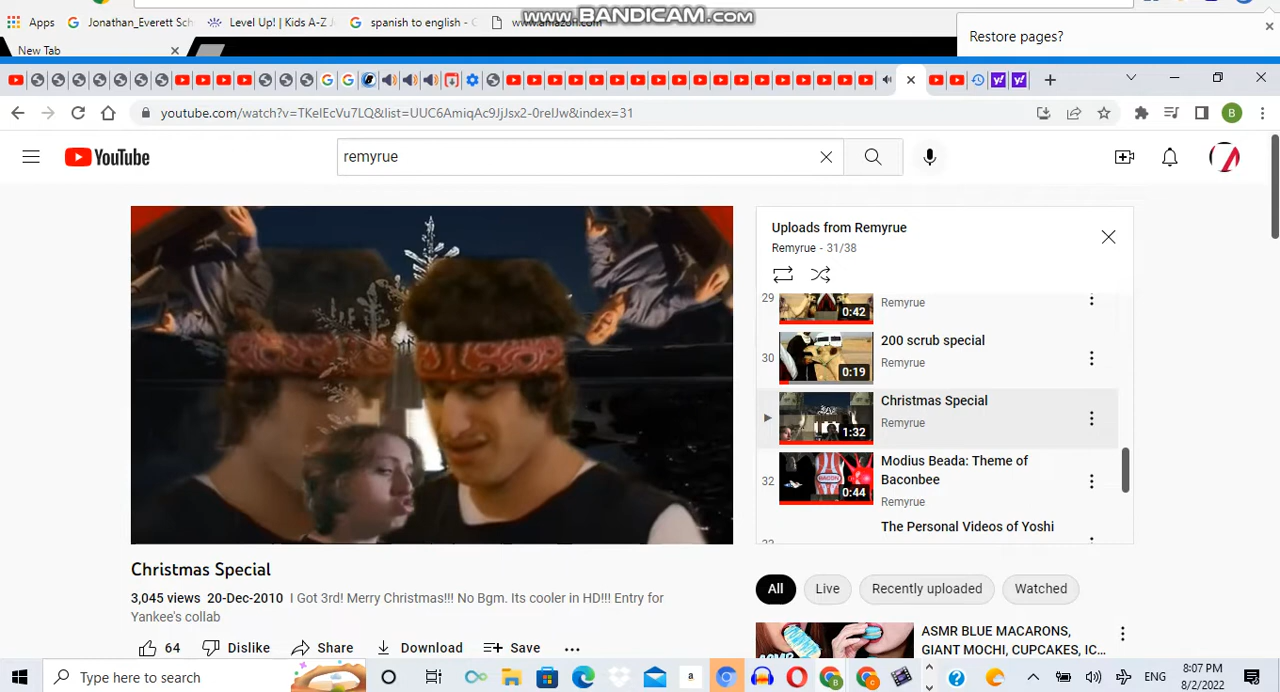 www.BANDICAM.com
Apps
Jonathan_Everett Sch
Level Up! | Kids A-Z
spanish to english -
www.amazon.com
Restore pages?
New Tab
youtube.com/watch?v=TKeIEcVu7LQ&list=UUC6AmiqAc9JjJsx2-0reIJw&index=31
B
YouTube
remyrue
Uploads from Remyrue
Remyrue - 31/38
29
0:42
Remyrue
30
0:19
200 scrub special
Remyrue
1:32
Christmas Special
Remyrue
32
0:44
Modius Beada: Theme of
Baconbee
Remyrue
The Personal Videos of Yoshi
Christmas Special
3,045 views 20-Dec-2010 I Got 3rd! Merry Christmas!!! No Bgm. Its cooler in HD!!! Entry for
Yankee's collab
64
Dislike
Share
Download
Save
All
Live
Recently uploaded
Watched
ASMR BLUE MACARONS,
GIANT MOCHI, CUPCAKES, IC...
Type here to search
ENG
8:07 PM
8/2/2022